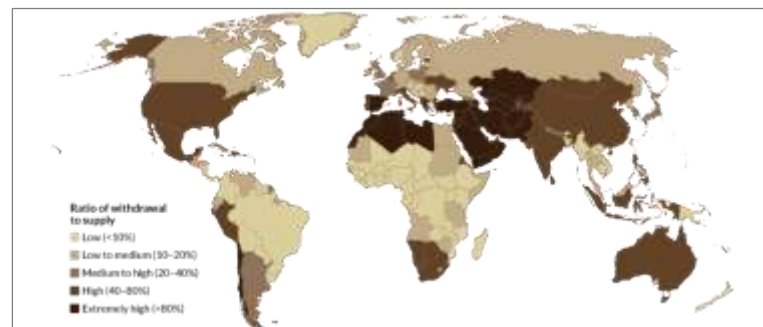 Ratio of withdrawal
to supply
Low (<10%)
Low to medium (10–20%)
Medium to high (20–40%)
High (40–80%)
Extremely high (>80%)